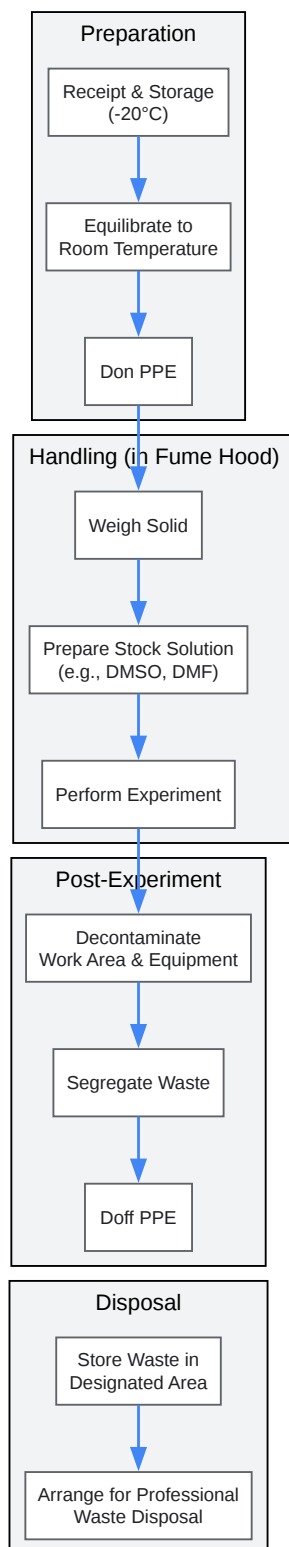 Preparation
Receipt & Storage
(-20°C)
Equilibrate to
Room Temperature
Don PPE
Handling (in Fume Hood)
Weigh Solid
Prepare Stock Solution
(e.g., DMSO, DMF)
Perform Experiment
Post-Experiment
Decontaminate
Work Area & Equipment
Segregate Waste
Doff PPE
Disposal
Store Waste in
Designated Area
Arrange for Professional
Waste Disposal